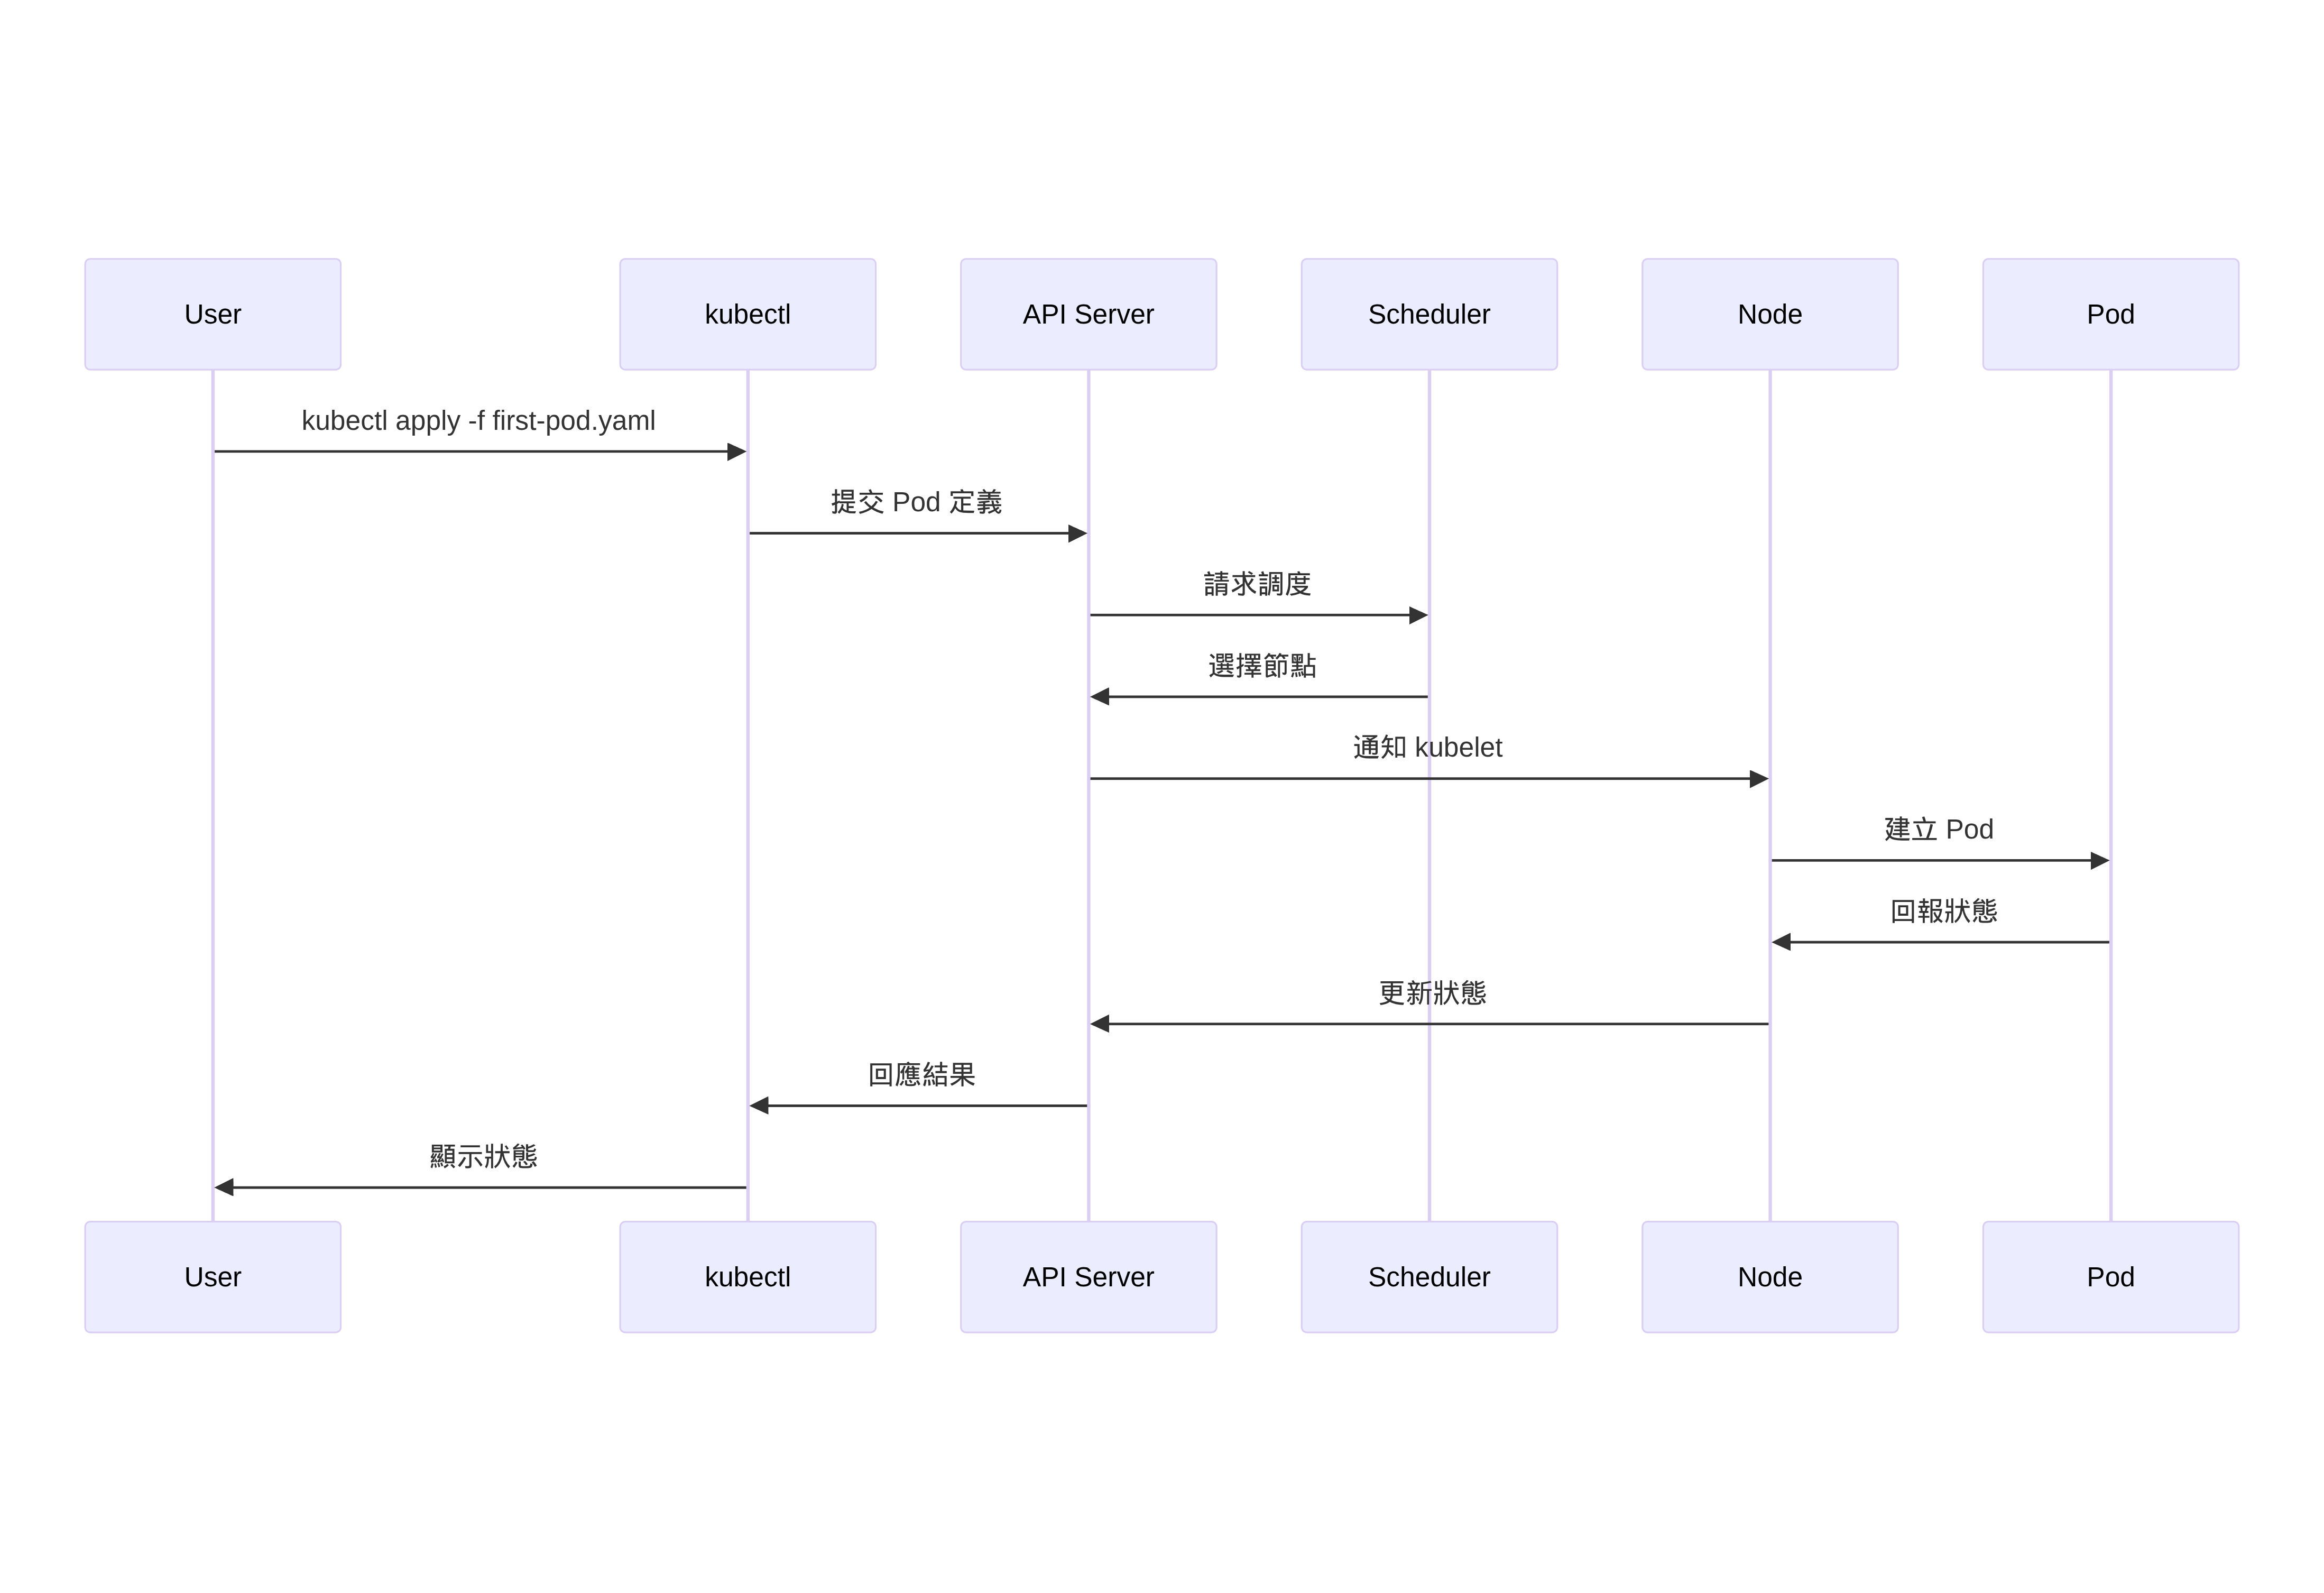 User
kubectl
API Server
Scheduler
Node
Pod
kubectl apply -f first-pod.yaml
提交 Pod 定義
請求調度
選擇節點
通知 kubelet
建立 Pod
回報狀態
更新狀態
回應結果
顯示狀態
User
kubectl
API Server
Scheduler
Node
Pod